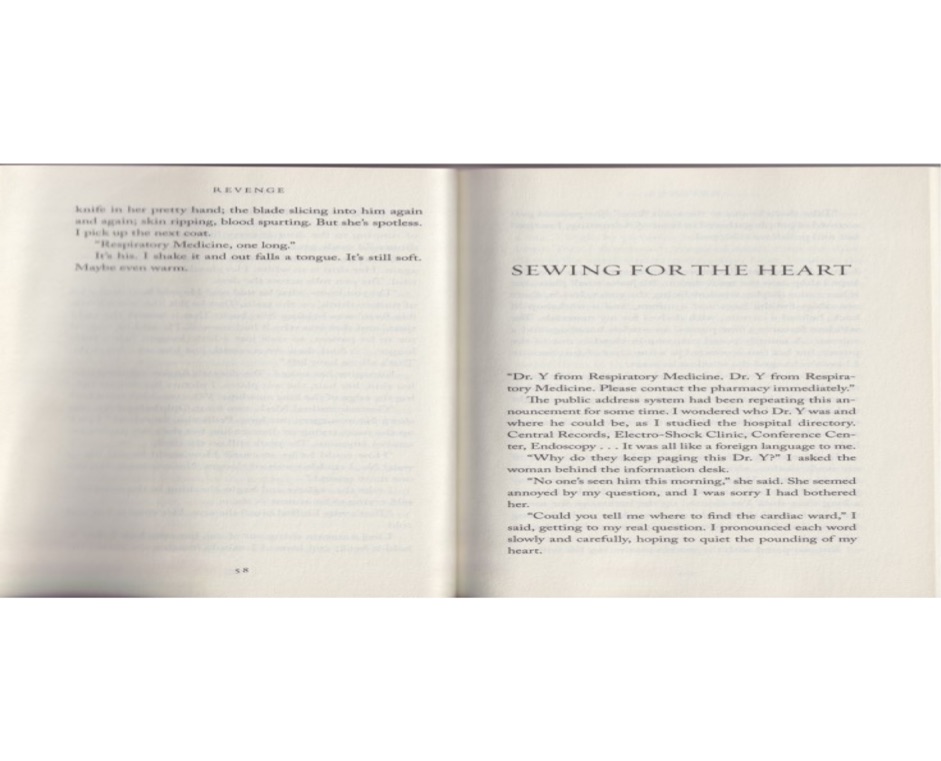 REVENGE
knife in her pretty hand; the blade slicing into him again
and again; skin ripping, blood spurting. But she's spotless.
I pick up the next coat.
"Respiratory Medicine, one long."
It's his. I shake it and out falls a tongue. It's still soft.
Maybe even warm.
58
SEWING FOR THE HEART
"Dr. Y from Respiratory Medicine. Dr. Y from Respira-
tory Medicine. Please contact the pharmacy immediately."
The public address system had been repeating this an-
nouncement for some time. I wondered who Dr. Y was and
where he could be, as I studied the hospital directory.
Central Records, Electro-Shock Clinic, Conference Cen-
ter, Endoscopy . . . It was all like a foreign language to me.
"Why do they keep paging this Dr. Y?" I asked the
woman behind the information desk.
"No one's seen him this morning," she said. She seemed
annoyed by my question, and I was sorry I had bothered
her.
"Could you tell me where to find the cardiac ward," I
said, getting to my real question. I pronounced each word
slowly and carefully, hoping to quiet the pounding of my
heart.